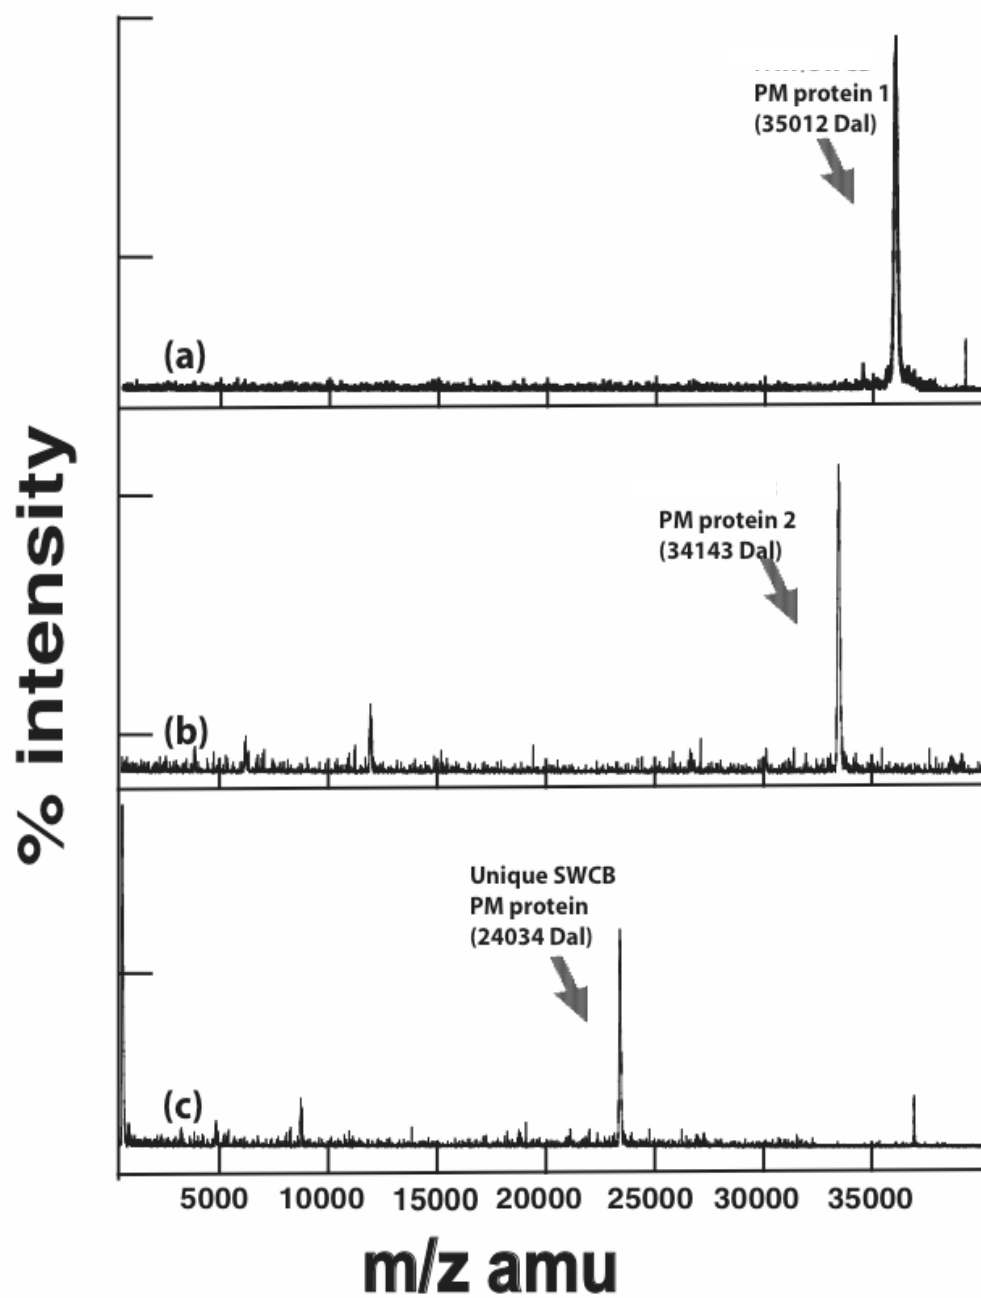 PM protein 1
(35012 Dal)
(a)
PM protein 2
(34143 Dal)
(b)
Unique SWCB
PM protein
(24034 Dal)
(c)
% intensity
5000 10000 15000 20000 25000 30000 35000
m/z amu